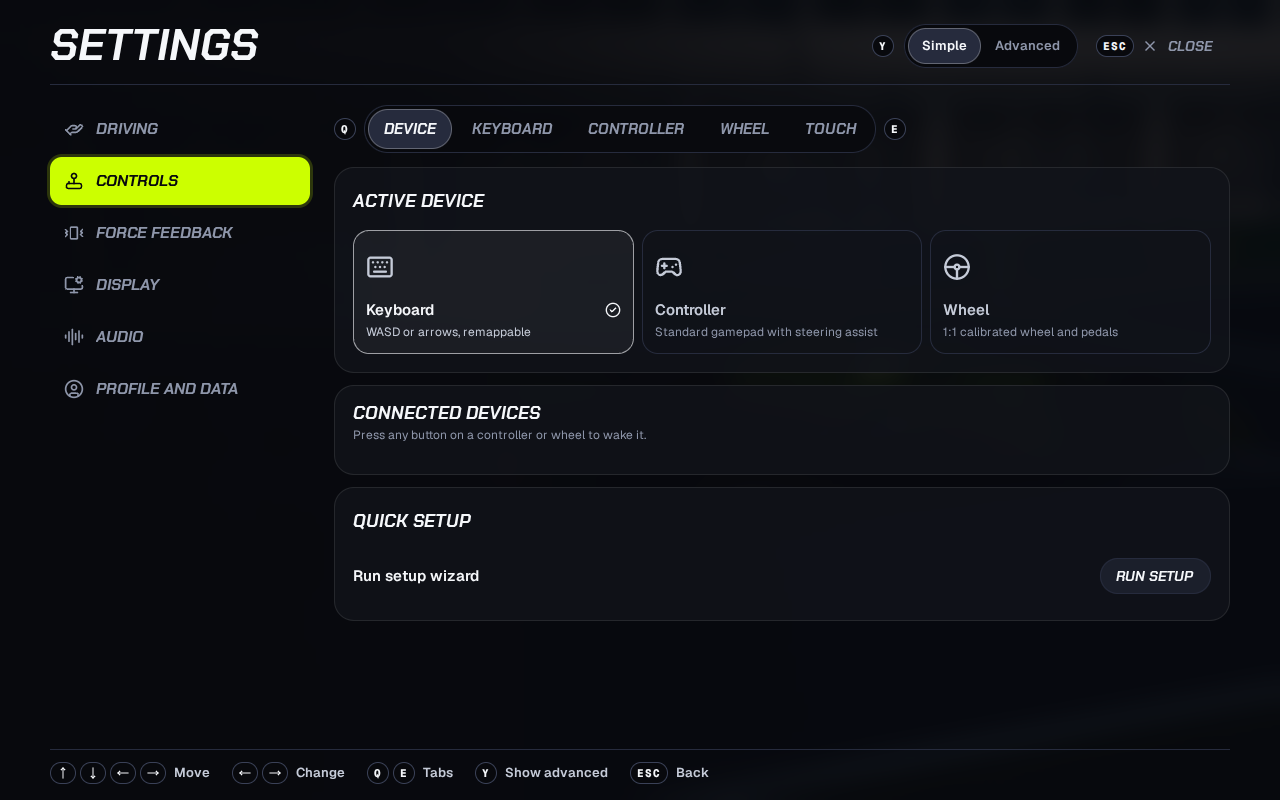 SETTINGS
Y Simple Advanced ESC CLOSE
DRIVING
CONTROLS
FORCE FEEDBACK
DISPLAY
AUDIO
PROFILE AND DATA
Q DEVICE KEYBOARD CONTROLLER WHEEL TOUCH E
ACTIVE DEVICE
Keyboard
WASD or arrows, remappable
Controller
Standard gamepad with steering assist
Wheel
1:1 calibrated wheel and pedals
CONNECTED DEVICES
Press any button on a controller or wheel to wake it.
QUICK SETUP
Run setup wizard RUN SETUP
↑ ↓ ← → Move ← → Change Q E Tabs Y Show advanced ESC Back